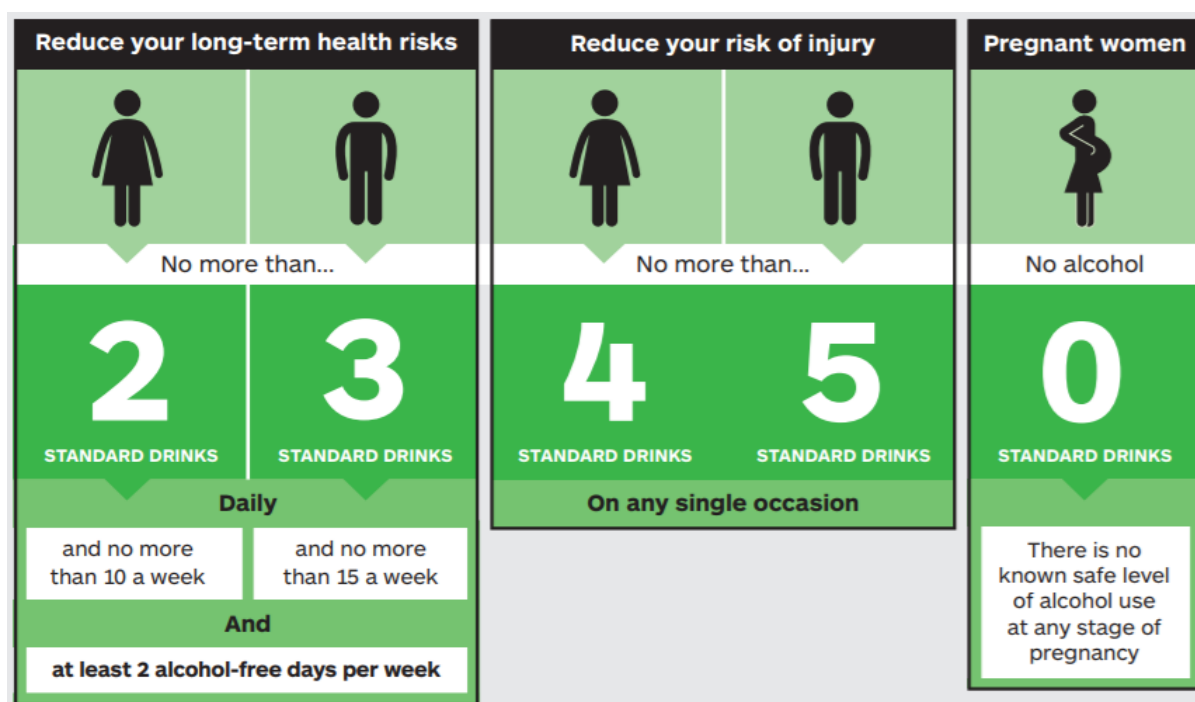 Reduce your long-term health risks
No more than...
2
STANDARD DRINKS
3
STANDARD DRINKS
Daily
and no more
than 10 a week
and no more
than 15 a week
And
at least 2 alcohol-free days per week
Reduce your risk of injury
No more than...
4
STANDARD DRINKS
5
STANDARD DRINKS
On any single occasion
Pregnant women
No alcohol
0
STANDARD DRINKS
There is no
known safe level
of alcohol use
at any stage of
pregnancy